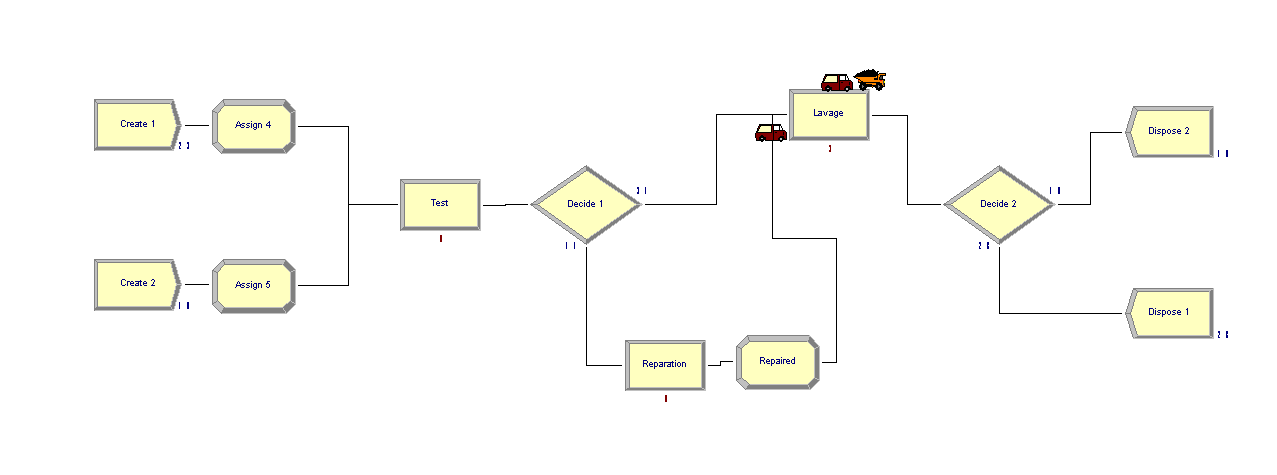 Create 1
Assign 4
Create 2
Assign 5
Test
Decide 1
Reparation
Repaired
Lavage
Decide 2
Dispose 2
Dispose 1